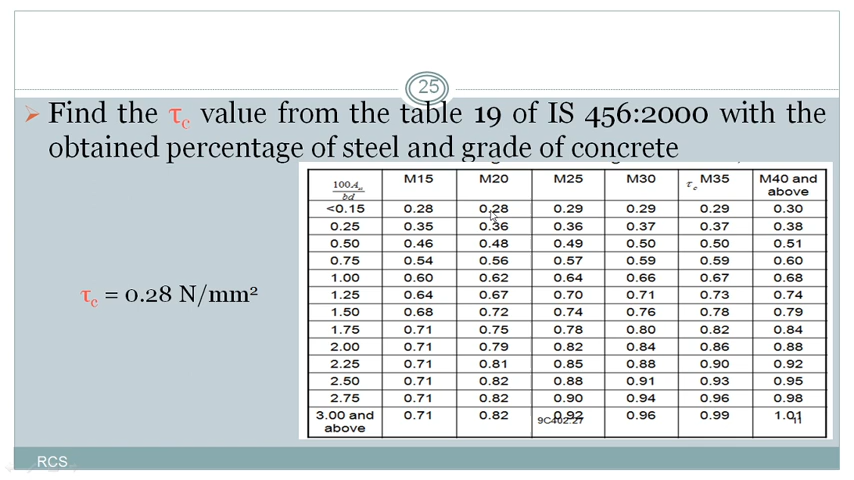 25
➢ Find the τc value from the table 19 of IS 456:2000 with the
obtained percentage of steel and grade of concrete
τc = 0.28 N/mm²
100As/bd M15 M20 M25 M30 τc M35 M40 and above
<0.15 0.28 0.28 0.29 0.29 0.29 0.30
0.25 0.35 0.36 0.36 0.37 0.37 0.38
0.50 0.46 0.48 0.49 0.50 0.50 0.51
0.75 0.54 0.56 0.57 0.59 0.59 0.60
1.00 0.60 0.62 0.64 0.66 0.67 0.68
1.25 0.64 0.67 0.70 0.71 0.73 0.74
1.50 0.68 0.72 0.74 0.76 0.78 0.79
1.75 0.71 0.75 0.78 0.80 0.82 0.84
2.00 0.71 0.79 0.82 0.84 0.86 0.88
2.25 0.71 0.81 0.85 0.88 0.90 0.92
2.50 0.71 0.82 0.88 0.91 0.93 0.95
2.75 0.71 0.82 0.90 0.94 0.96 0.98
3.00 and above 0.71 0.82 0.92 0.96 0.99 1.01
9C402.27 11
RCS